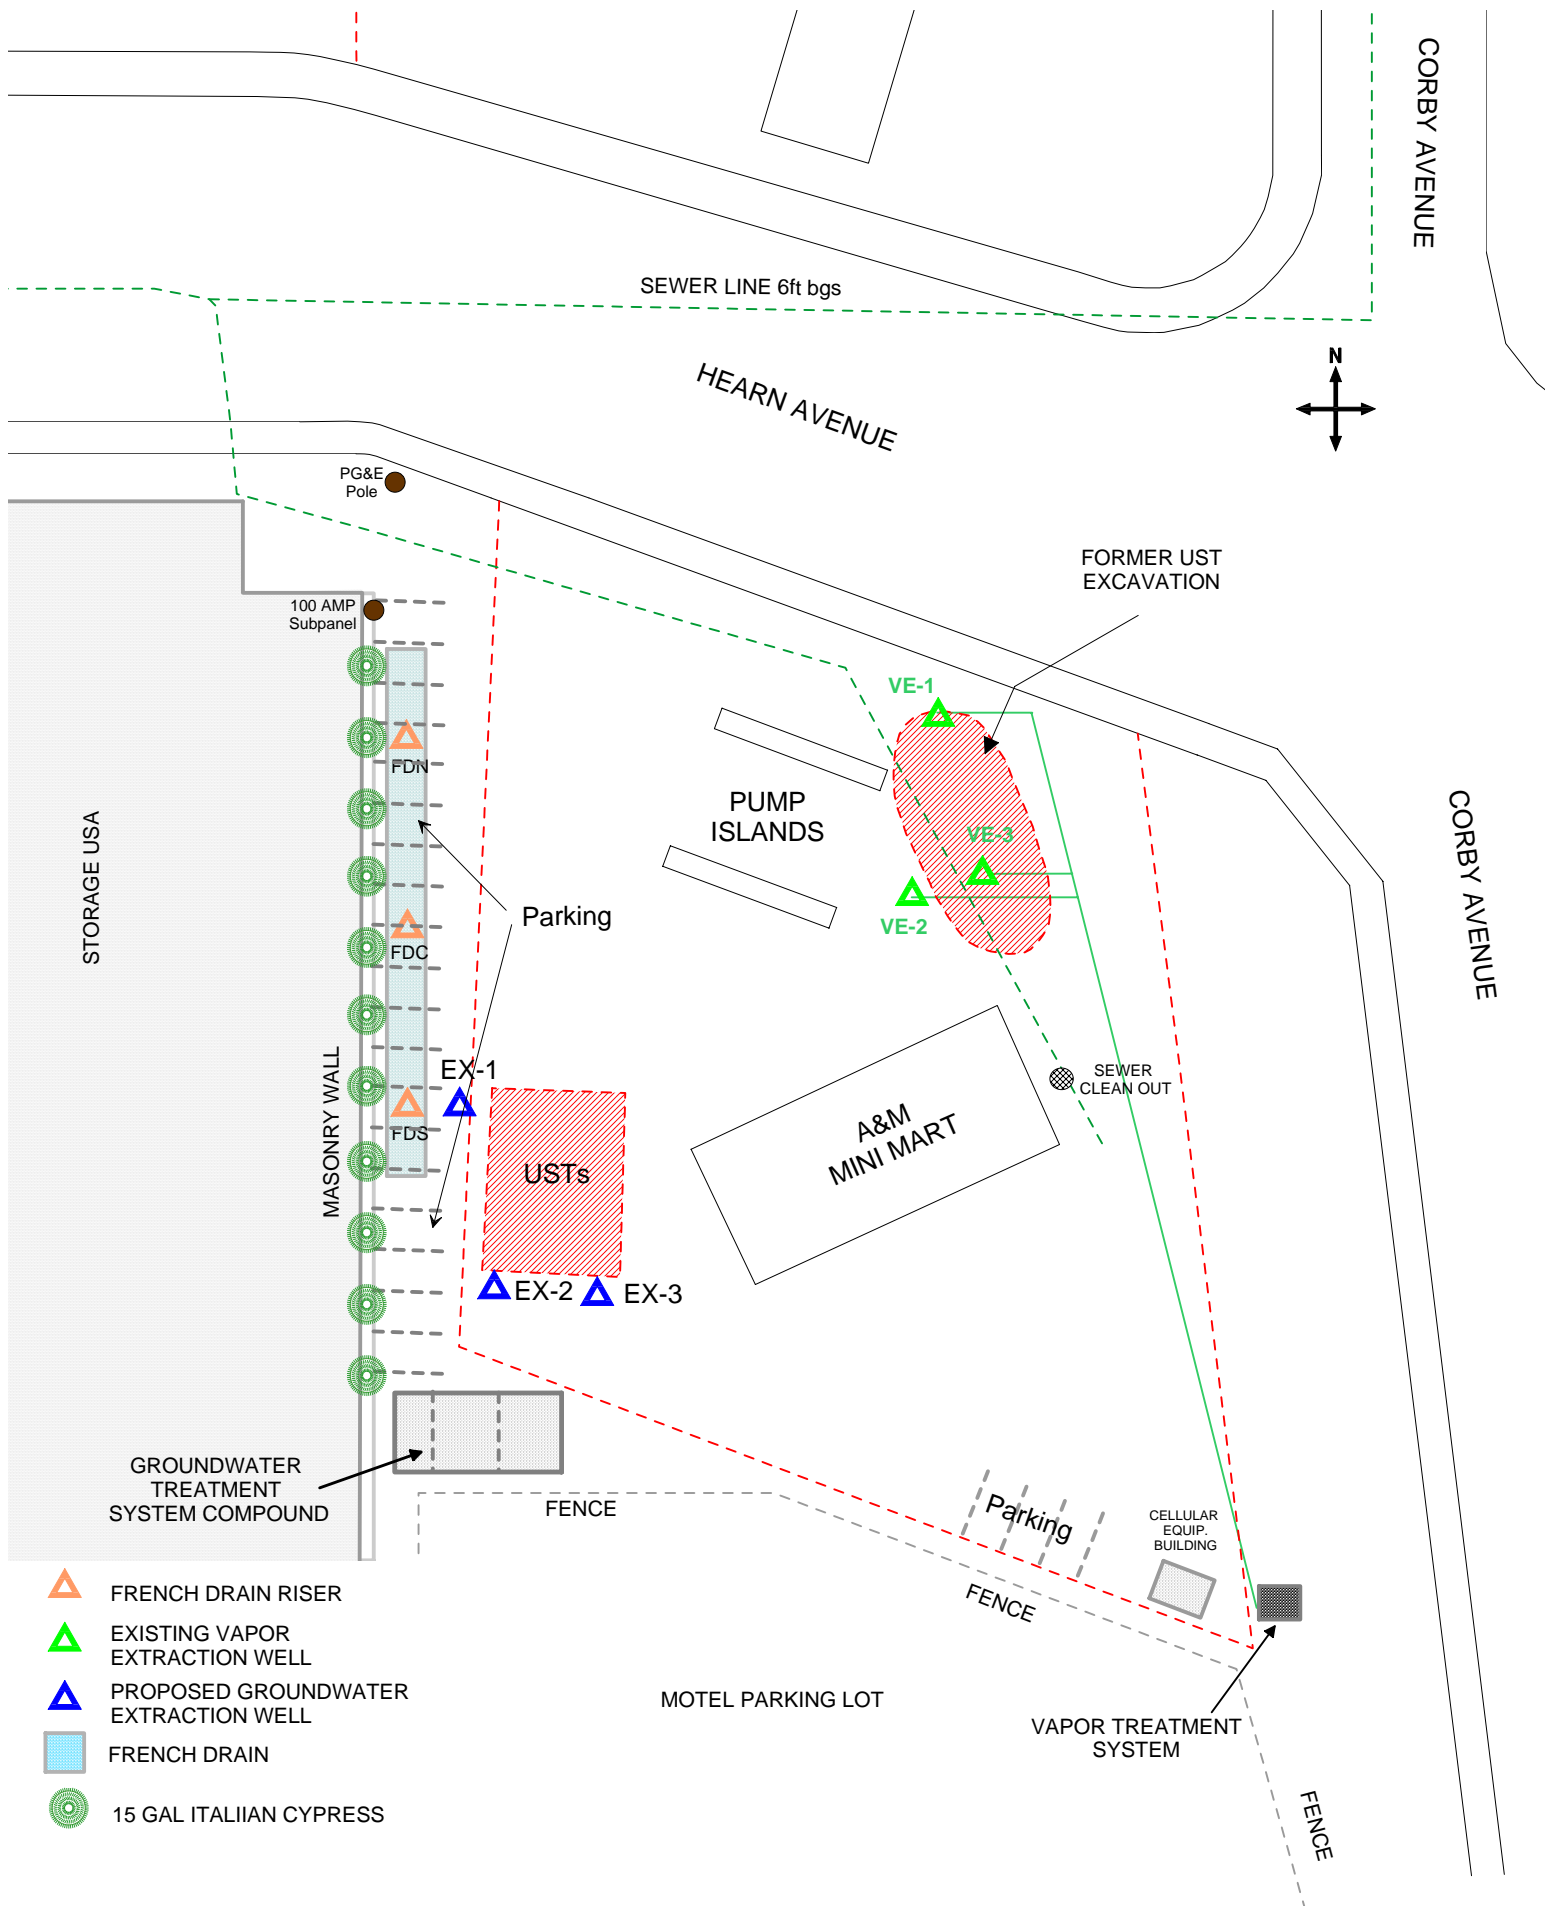 CORBY AVENUE
SEWER LINE 6ft bgs
N
HEARN AVENUE
PG&E
Pole
FORMER UST
EXCAVATION
100 AMP
Subpanel
VE-1
FDN
PUMP
ISLANDS
VE-3
CORBY AVENUE
STORAGE USA
Parking
VE-2
FDC
MASONRY WALL
EX-1
SEWER
CLEAN OUT
FDS
A&M
MINI MART
USTs
EX-2
EX-3
GROUNDWATER
TREATMENT
SYSTEM COMPOUND
FENCE
Parking
CELLULAR
EQUIP.
BUILDING
FENCE
FRENCH DRAIN RISER
EXISTING VAPOR
EXTRACTION WELL
PROPOSED GROUNDWATER
EXTRACTION WELL
MOTEL PARKING LOT
VAPOR TREATMENT
SYSTEM
FRENCH DRAIN
15 GAL ITALIIAN CYPRESS
FENCE